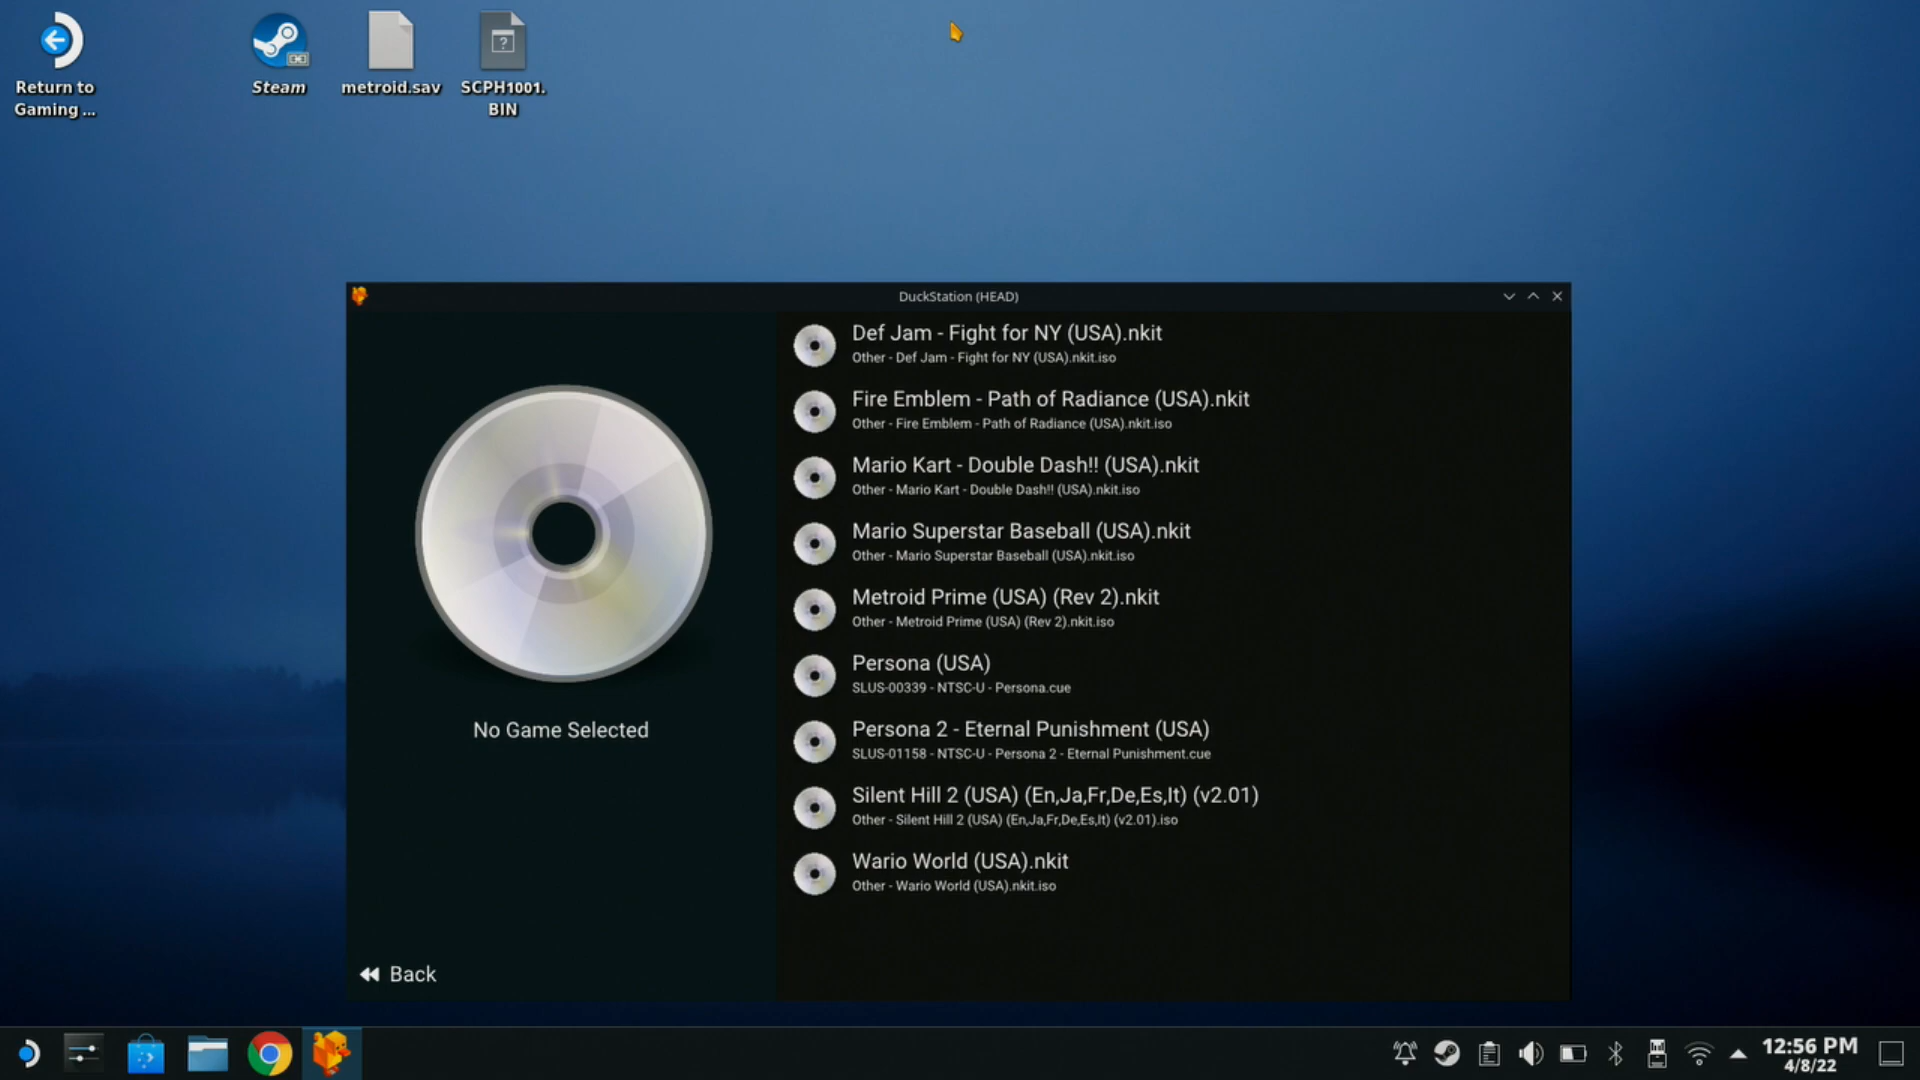 Return to
Gaming ...
Steam
metroid.sav
SCPH1001.
BIN
DuckStation (HEAD)
Def Jam - Fight for NY (USA).nkit
Other - Def Jam - Fight for NY (USA).nkit.iso
Fire Emblem - Path of Radiance (USA).nkit
Other - Fire Emblem - Path of Radiance (USA).nkit.iso
Mario Kart - Double Dash!! (USA).nkit
Other - Mario Kart - Double Dash!! (USA).nkit.iso
Mario Superstar Baseball (USA).nkit
Other - Mario Superstar Baseball (USA).nkit.iso
Metroid Prime (USA) (Rev 2).nkit
Other - Metroid Prime (USA) (Rev 2).nkit.iso
Persona (USA)
SLUS-00339 - NTSC-U - Persona.cue
Persona 2 - Eternal Punishment (USA)
SLUS-01158 - NTSC-U - Persona 2 - Eternal Punishment.cue
Silent Hill 2 (USA) (En,Ja,Fr,De,Es,It) (v2.01)
Other - Silent Hill 2 (USA) (En,Ja,Fr,De,Es,It) (v2.01).iso
Wario World (USA).nkit
Other - Wario World (USA).nkit.iso
No Game Selected
Back
12:56 PM
4/8/22